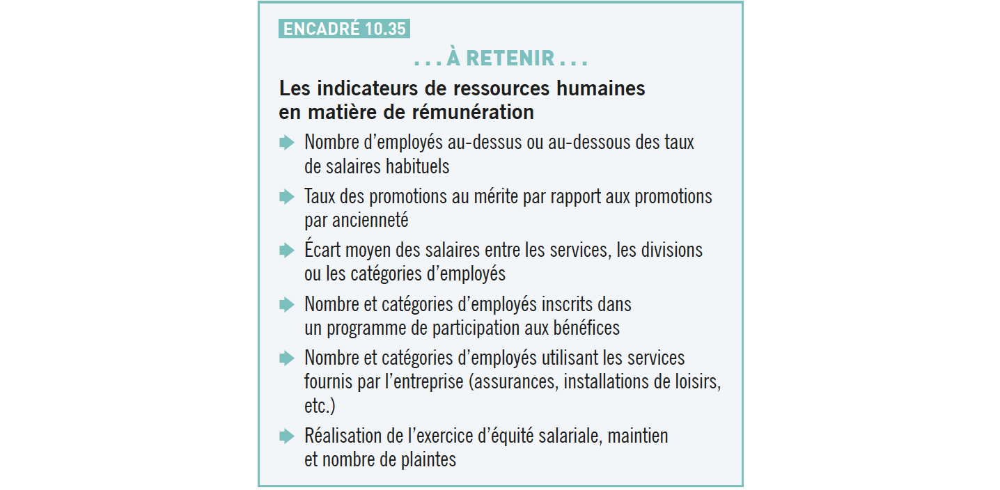 ENCADRÉ 10.35
...À RETENIR...
Les indicateurs de ressources humaines
en matière de rémunération
Nombre d’employés au-dessus ou au-dessous des taux
de salaires habituels
Taux des promotions au mérite par rapport aux promotions
par ancienneté
Écart moyen des salaires entre les services, les divisions
ou les catégories d’employés
Nombre et catégories d’employés inscrits dans
un programme de participation aux bénéfices
Nombre et catégories d’employés utilisant les services
fournis par l’entreprise (assurances, installations de loisirs,
etc.)
Réalisation de l’exercice d’équité salariale, maintien
et nombre de plaintes